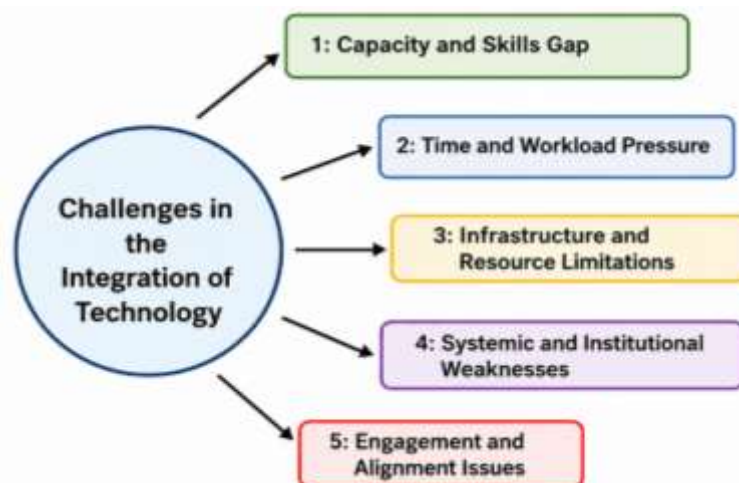 1: Capacity and Skills Gap
2: Time and Workload Pressure
Challenges in
the
Integration of
Technology
3: Infrastructure and
Resource Limitations
4: Systemic and Institutional
Weaknesses
5: Engagement and
Alignment Issues